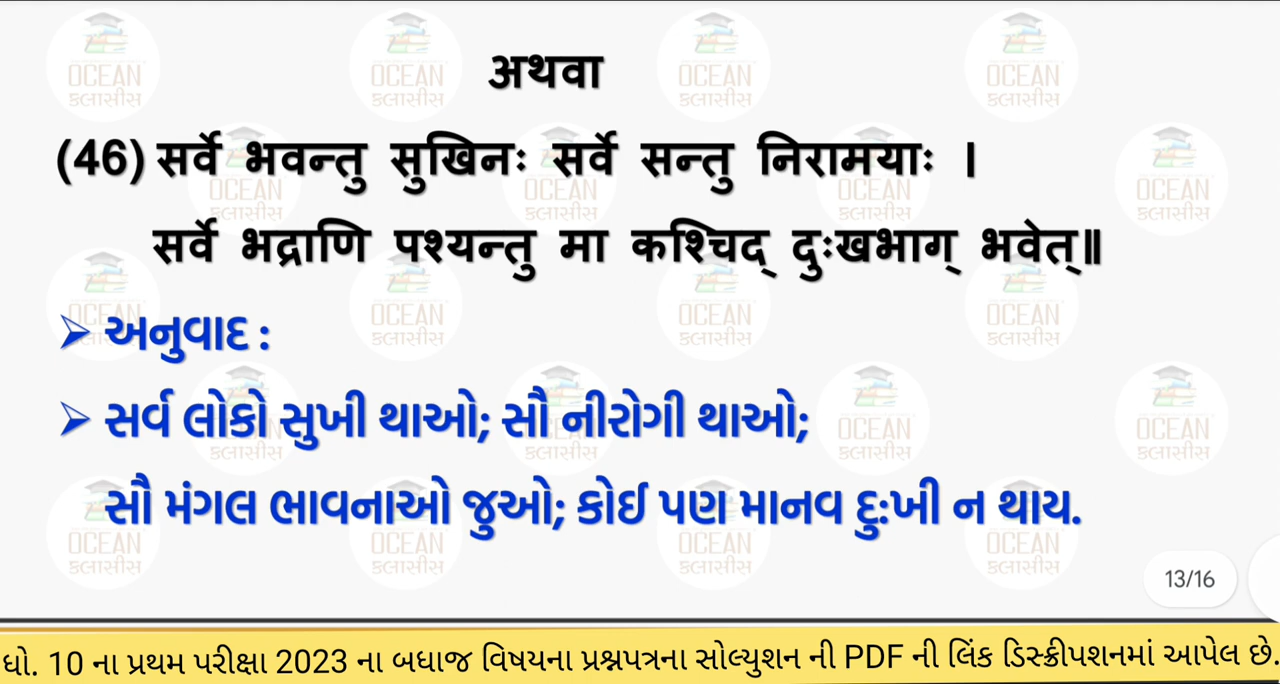 अथवा
(46) सर्वे भवन्तु सुखिनः सर्वे सन्तु निरामयाः ।
सर्वे भद्राणि पश्यन्तु मा कश्चिद् दुःखभाग् भवेत्॥
➢ અનુવાદ :
➢ સર્વ લોકો સુખી થાઓ; સૌ નીરોગી થાઓ;
સૌ મંગલ ભાવનાઓ જુઓ; કોઈ પણ માનવ દુઃખી ન થાય.
13/16
ધો. 10 ના પ્રથમ પરીક્ષા 2023 ના બધાજ વિષયના પ્રશ્નપત્રના સોલ્યુશન ની PDF ની લિંક ડિસ્ક્રીપશનમાં આપેલ છે.
OCEAN
ક્લાસીસ